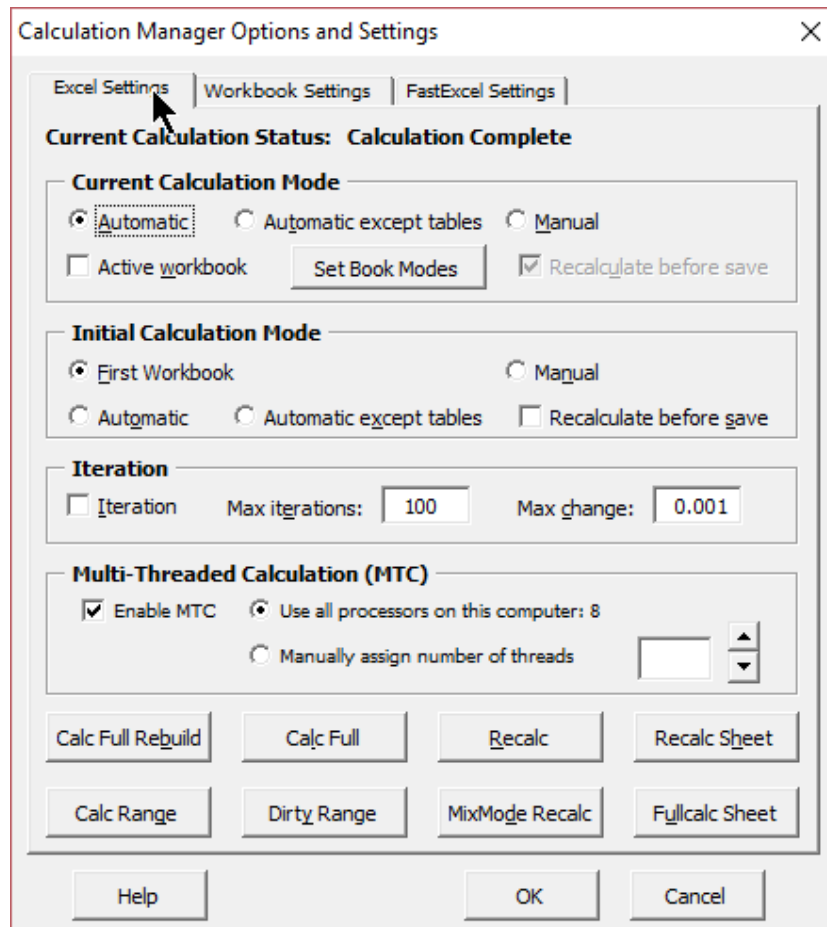 Calculation Manager Options and Settings
Excel Settings Workbook Settings FastExcel Settings
Current Calculation Status: Calculation Complete
Current Calculation Mode
Automatic Automatic except tables Manual
Active workbook Set Book Modes Recalculate before save
Initial Calculation Mode
First Workbook Manual
Automatic Automatic except tables Recalculate before save
Iteration
Iteration Max iterations: 100 Max change: 0.001
Multi-Threaded Calculation (MTC)
Enable MTC Use all processors on this computer: 8
Manually assign number of threads
Calc Full Rebuild Calc Full Recalc Recalc Sheet
Calc Range Dirty Range MixMode Recalc Fullcalc Sheet
Help OK Cancel